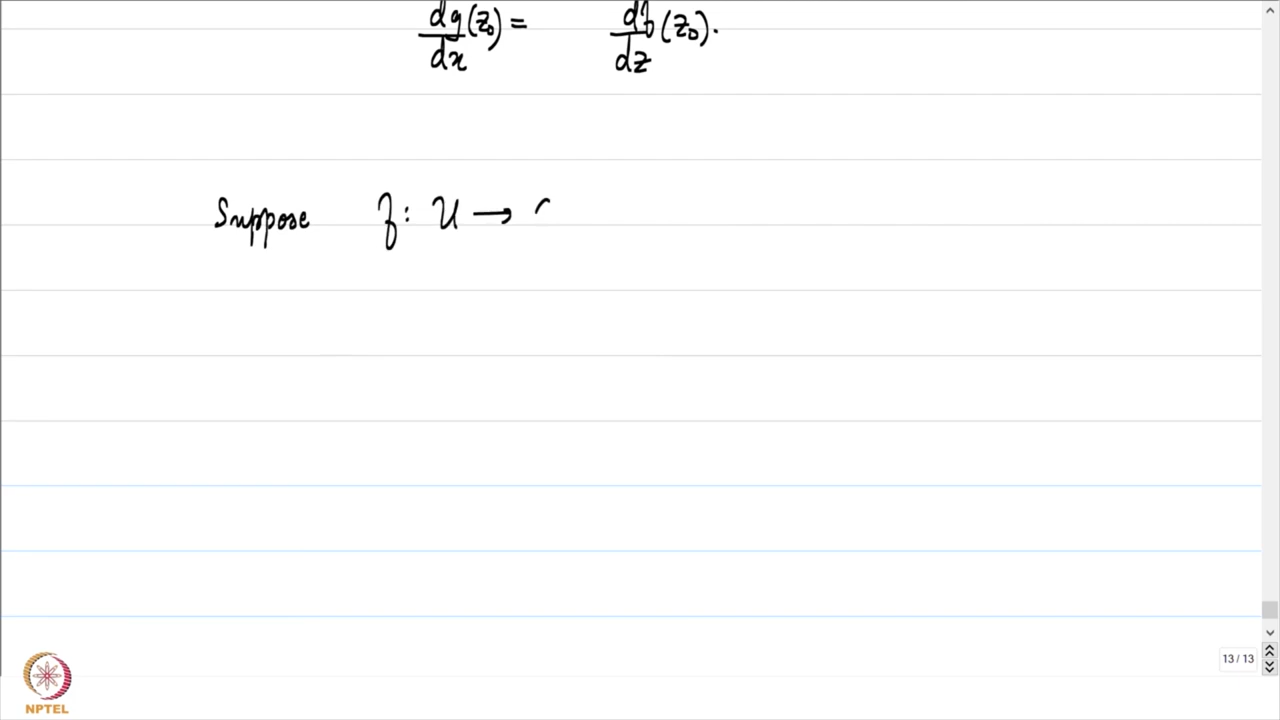 dg/dx (z₀) = df/dz (z₀).
Suppose f: U →
13 / 13
NPTEL